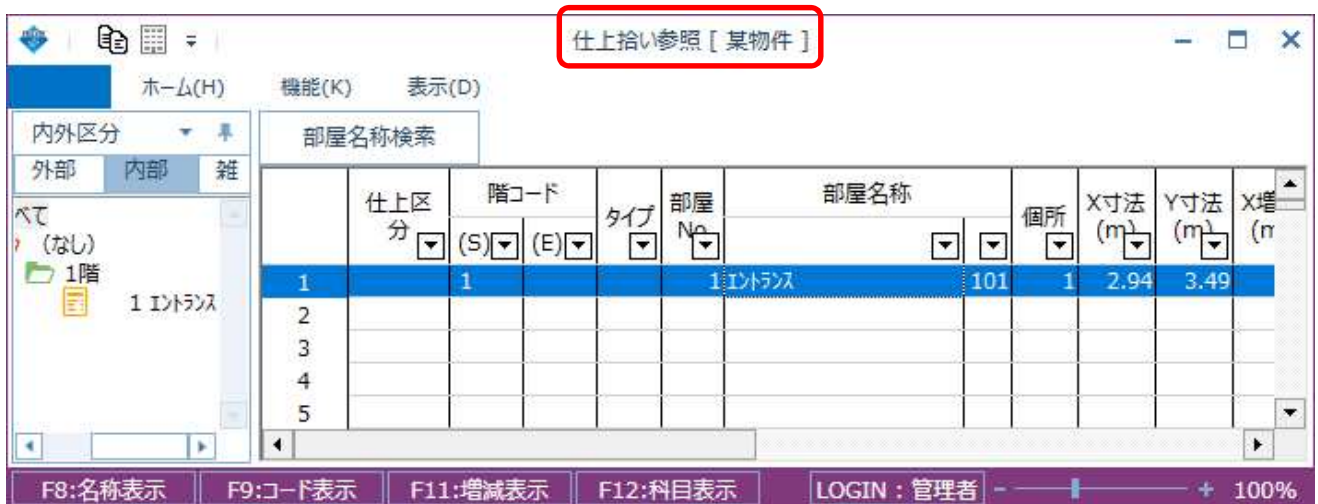 仕上拾い参照 [ 某物件 ]
ホーム(H) 機能(K) 表示(D)
内外区分
部屋名称検索
外部 内部 雑
べて
(なし)
1階
1 ｴﾝﾄﾗﾝｽ
仕上区分 階コード タイプ 部屋No 部屋名称 個所 X寸法(m) Y寸法(m) X増
(S) (E)
1 1 1 ｴﾝﾄﾗﾝｽ 101 1 2.94 3.49
2
3
4
5
F8:名称表示 F9:コード表示 F11:増減表示 F12:科目表示 LOGIN：管理者 - + 100%